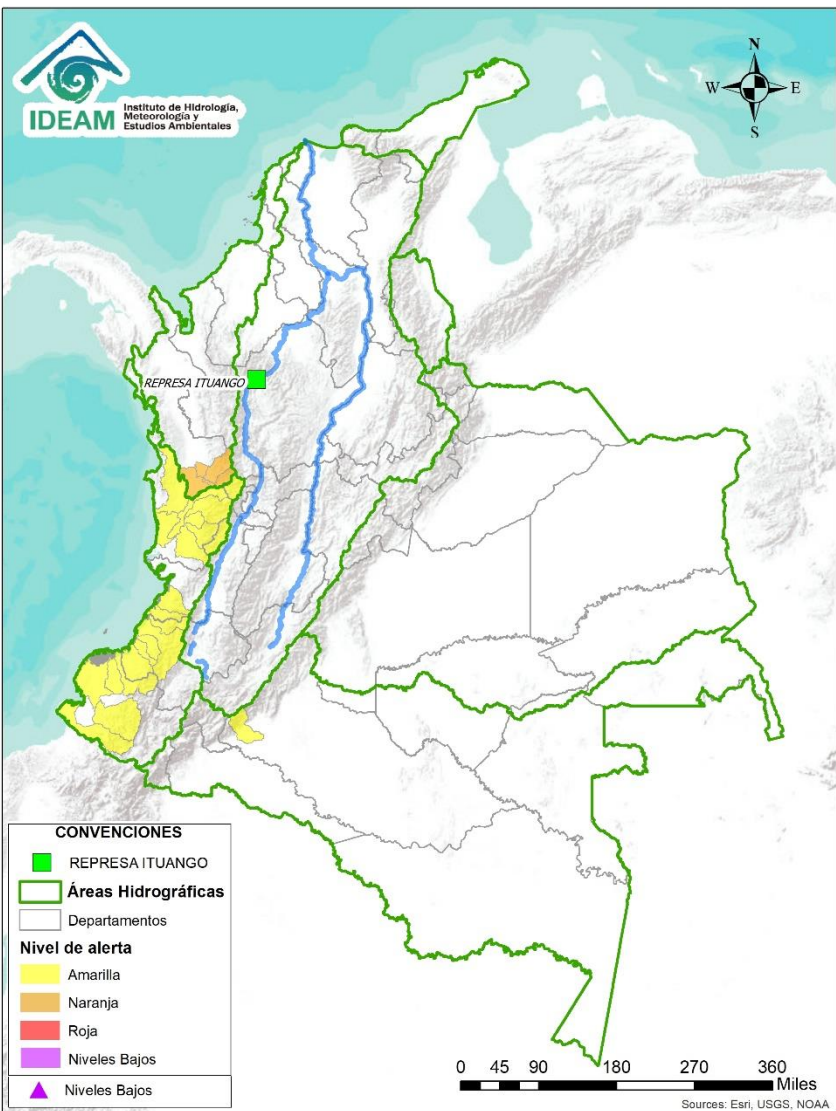 IDEAM
Instituto de Hidrología,
Meteorología y
Estudios Ambientales
N
W
E
S
REPRESA ITUANGO
CONVENCIONES
REPRESA ITUANGO
Áreas Hidrográficas
Departamentos
Nivel de alerta
Amarilla
Naranja
Roja
Niveles Bajos
Niveles Bajos
0 45 90 180 270 360
Miles
Sources: Esri, USGS, NOAA